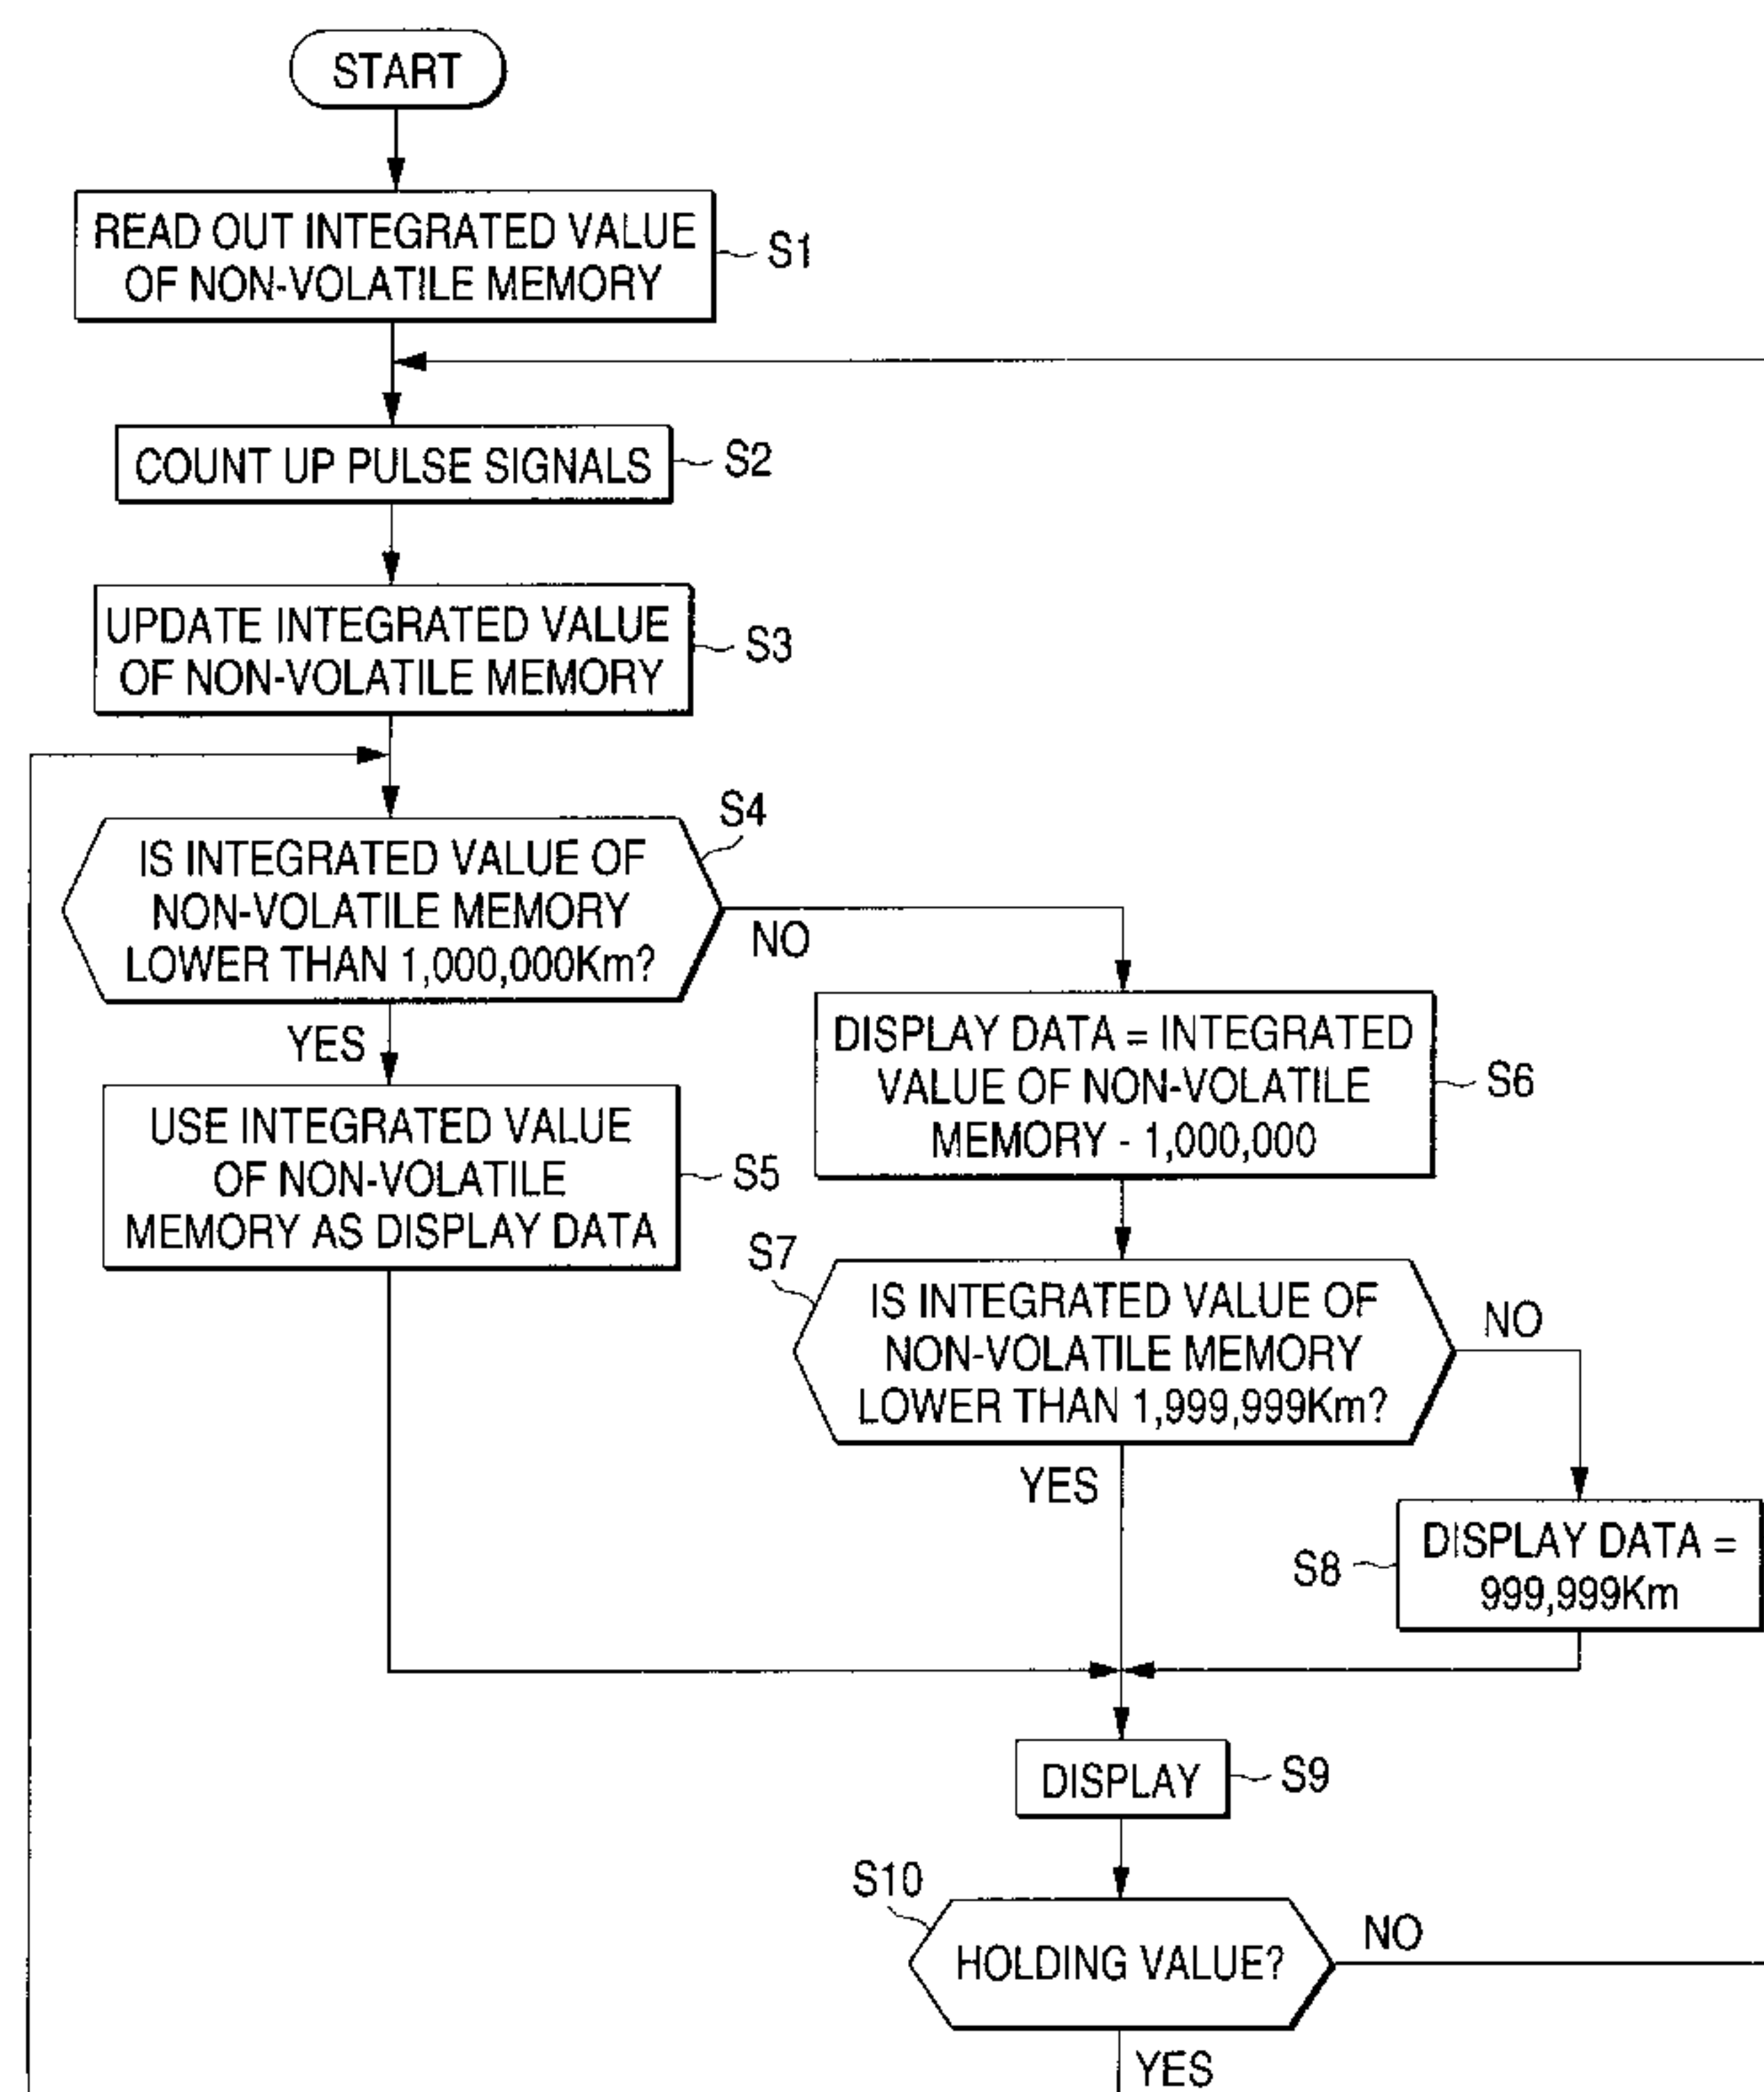 START
READ OUT INTEGRATED VALUE
OF NON-VOLATILE MEMORY
S1
COUNT UP PULSE SIGNALS
S2
UPDATE INTEGRATED VALUE
OF NON-VOLATILE MEMORY
S3
S4
IS INTEGRATED VALUE OF
NON-VOLATILE MEMORY
LOWER THAN 1,000,000Km?
NO
YES
USE INTEGRATED VALUE
OF NON-VOLATILE
MEMORY AS DISPLAY DATA
S5
DISPLAY DATA = INTEGRATED
VALUE OF NON-VOLATILE
MEMORY - 1,000,000
S6
S7
IS INTEGRATED VALUE OF
NON-VOLATILE MEMORY
LOWER THAN 1,999,999Km?
NO
YES
S8
DISPLAY DATA =
999,999Km
DISPLAY
S9
S10
HOLDING VALUE?
NO
YES